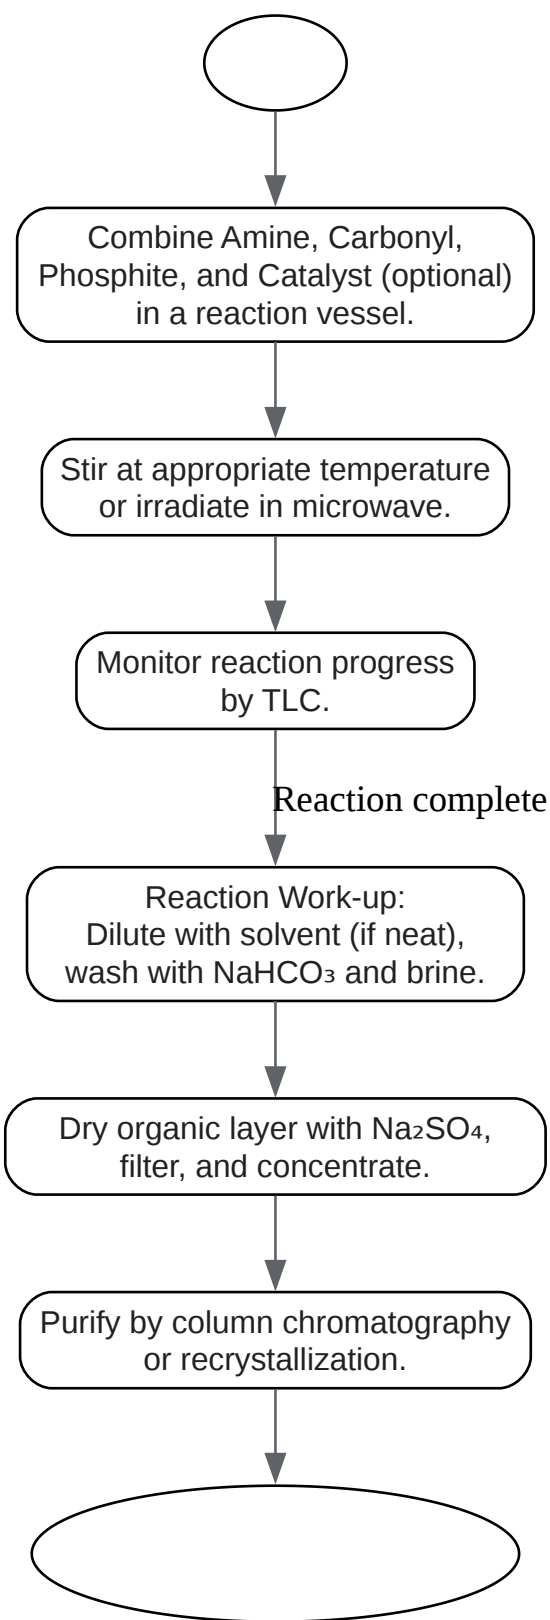 Combine Amine, Carbonyl,
Phosphite, and Catalyst (optional)
in a reaction vessel.
Stir at appropriate temperature
or irradiate in microwave.
Monitor reaction progress
by TLC.
Reaction complete
Reaction Work-up:
Dilute with solvent (if neat),
wash with NaHCO₃ and brine.
Dry organic layer with Na₂SO₄,
filter, and concentrate.
Purify by column chromatography
or recrystallization.